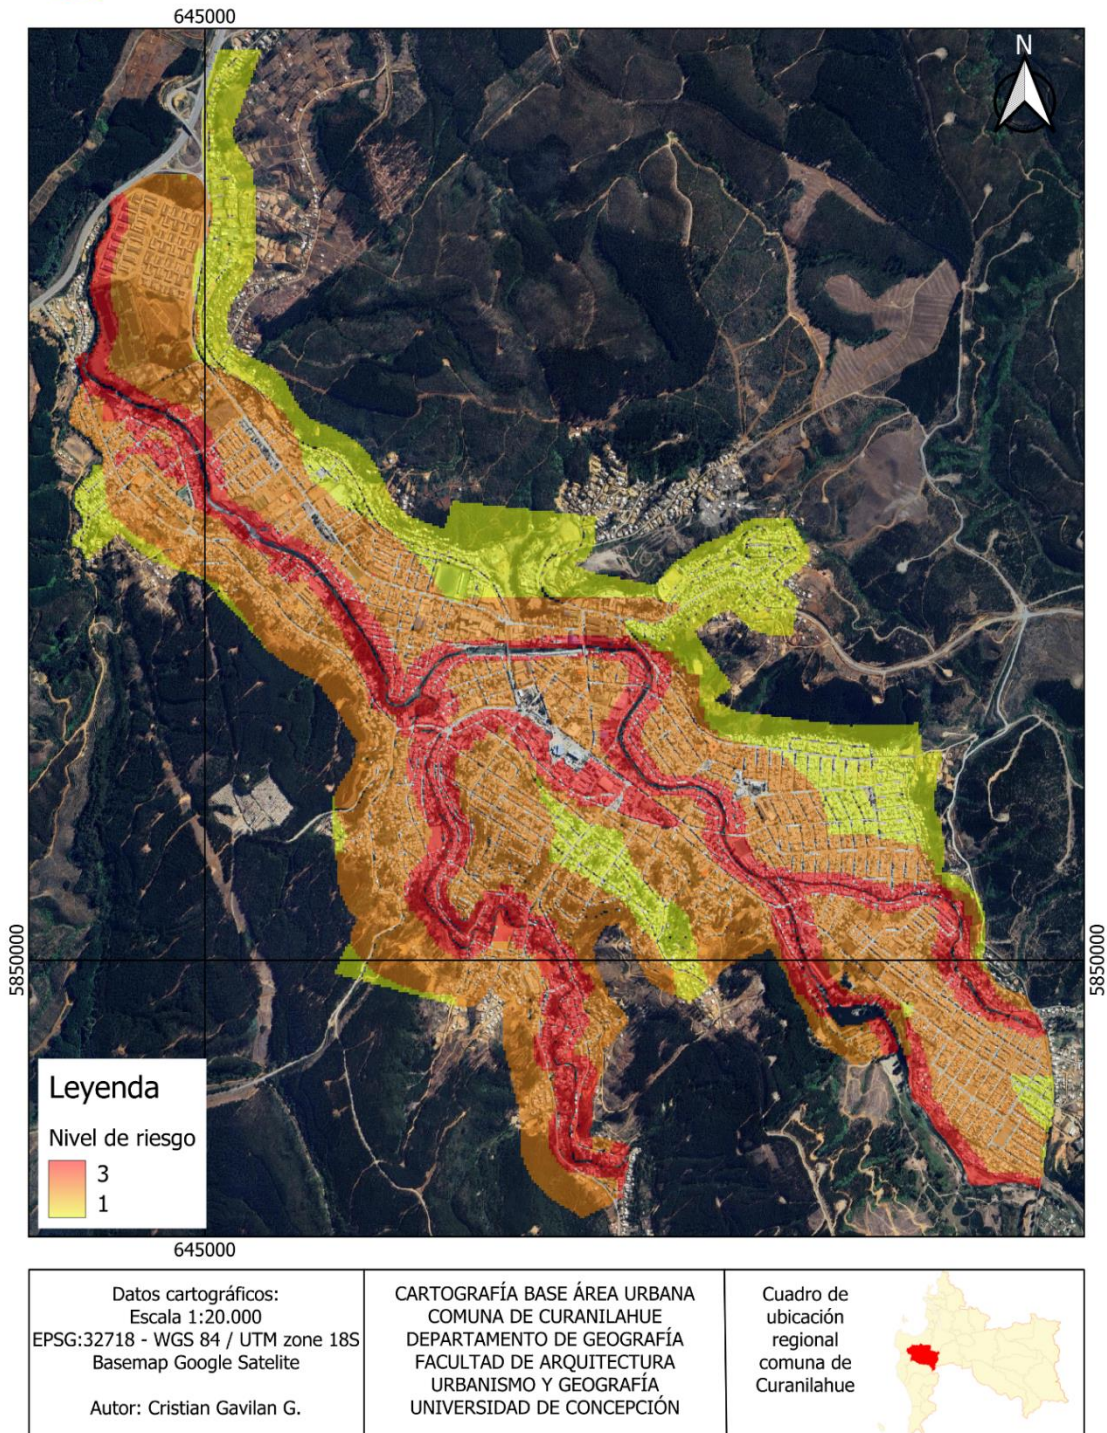 645000
N
5850000
5850000
Leyenda
Nivel de riesgo
3
1
645000
Datos cartográficos:
Escala 1:20.000
EPSG:32718 - WGS 84 / UTM zone 18S
Basemap Google Satelite
Autor: Cristian Gavilan G.
CARTOGRAFÍA BASE ÁREA URBANA
COMUNA DE CURANILAHUE
DEPARTAMENTO DE GEOGRAFÍA
FACULTAD DE ARQUITECTURA
URBANISMO Y GEOGRAFÍA
UNIVERSIDAD DE CONCEPCIÓN
Cuadro de
ubicación
regional
comuna de
Curanilahue